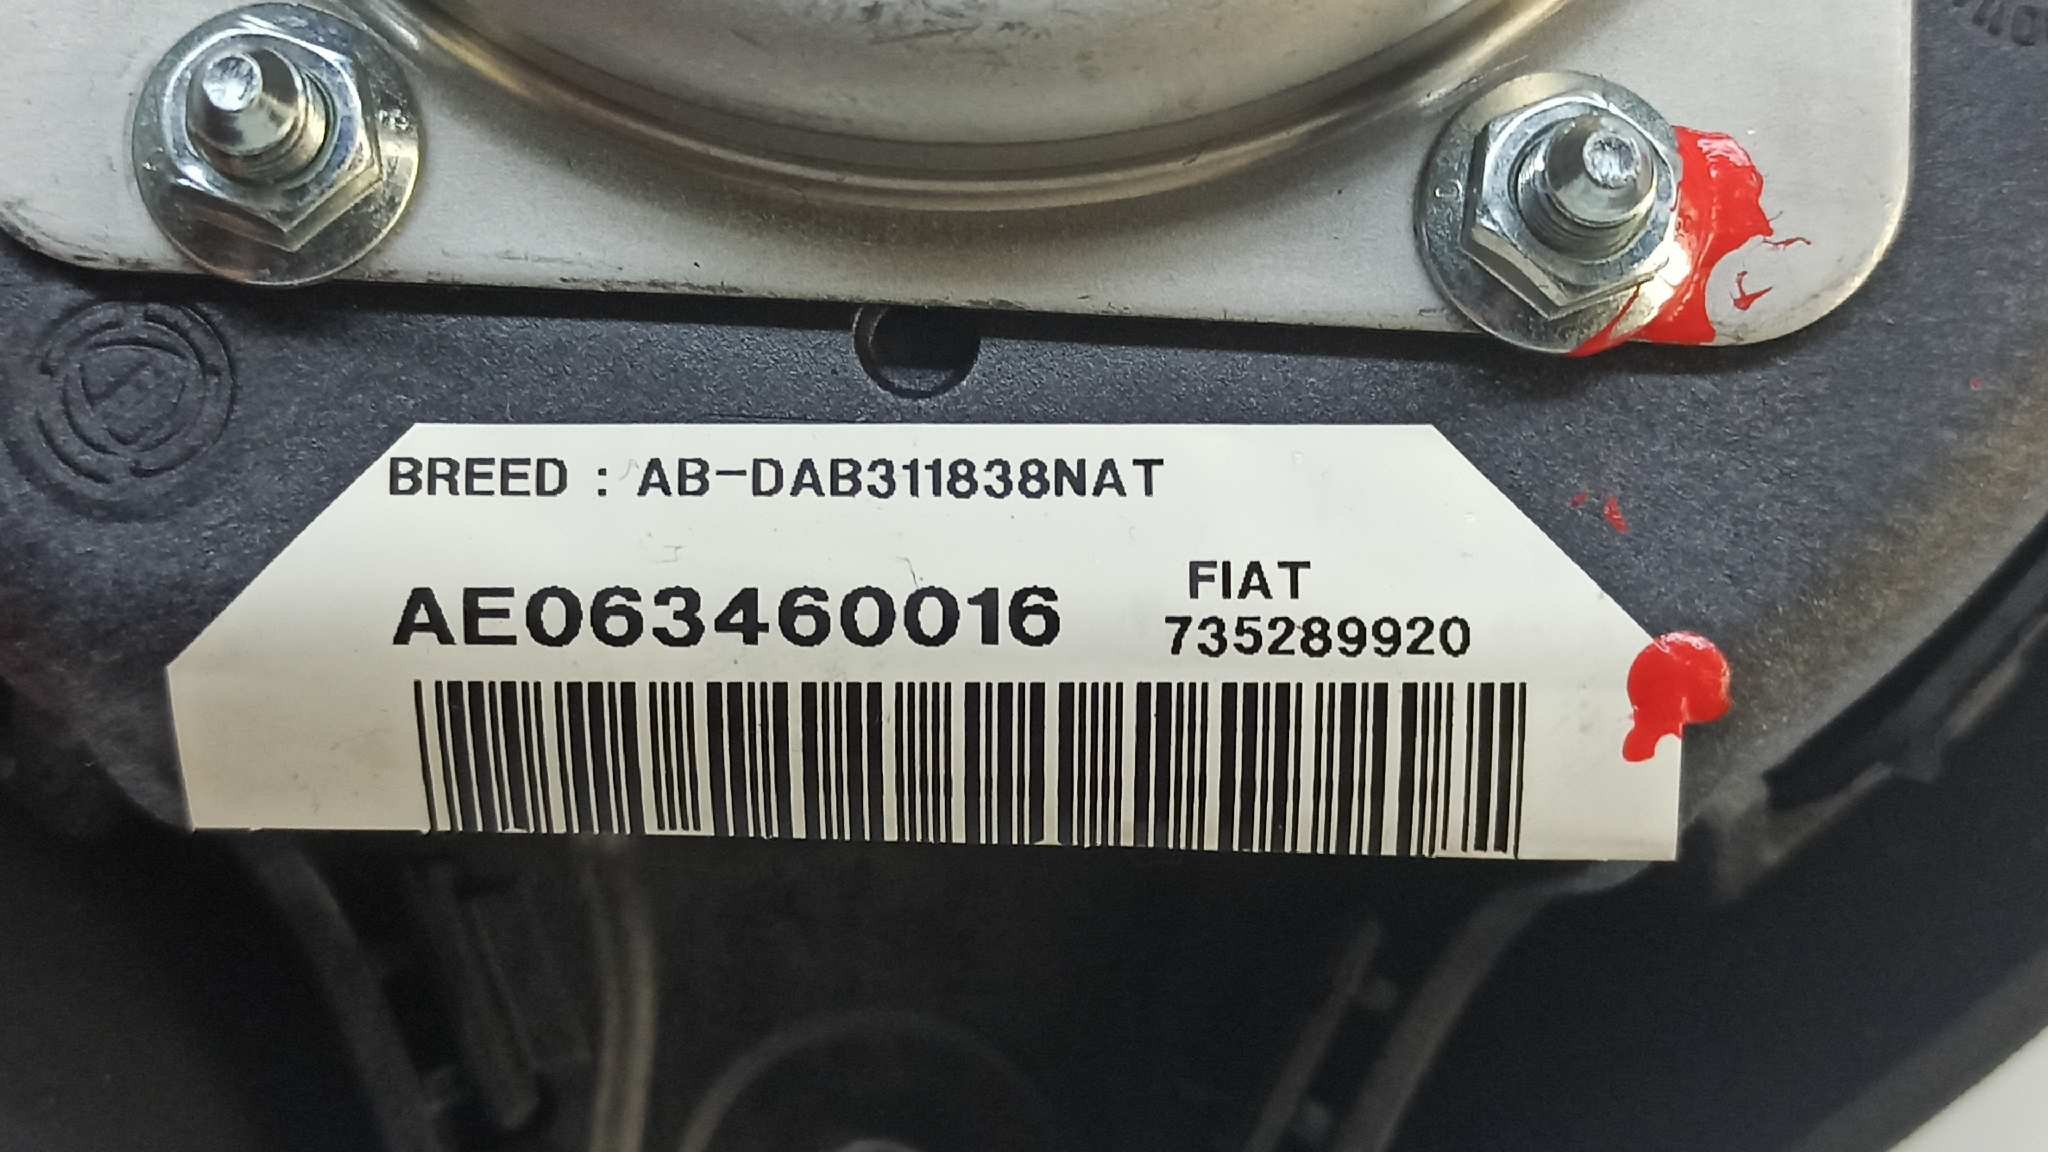 BREED : AB-DAB311838NAT
AE063460016
FIAT
735289920